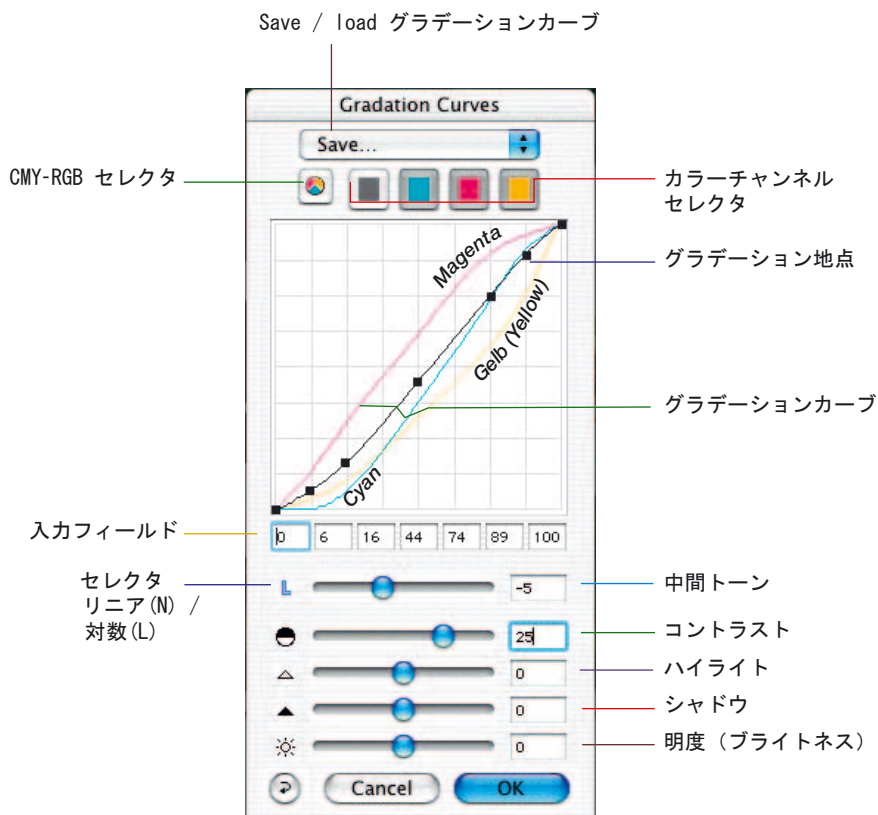 Save / load グラデーションカーブ
Gradation Curves
Save...
CMY-RGB セレクタ
カラーチャンネル
セレクタ
Magenta
グラデーション地点
Gelb (Yellow)
グラデーションカーブ
Cyan
入力フィールド
0 6 16 44 74 89 100
セレクタ
リニア(N) /
対数(L)
L
-5
中間トーン
25
コントラスト
0
ハイライト
0
シャドウ
0
明度（ブライトネス）
Cancel
OK